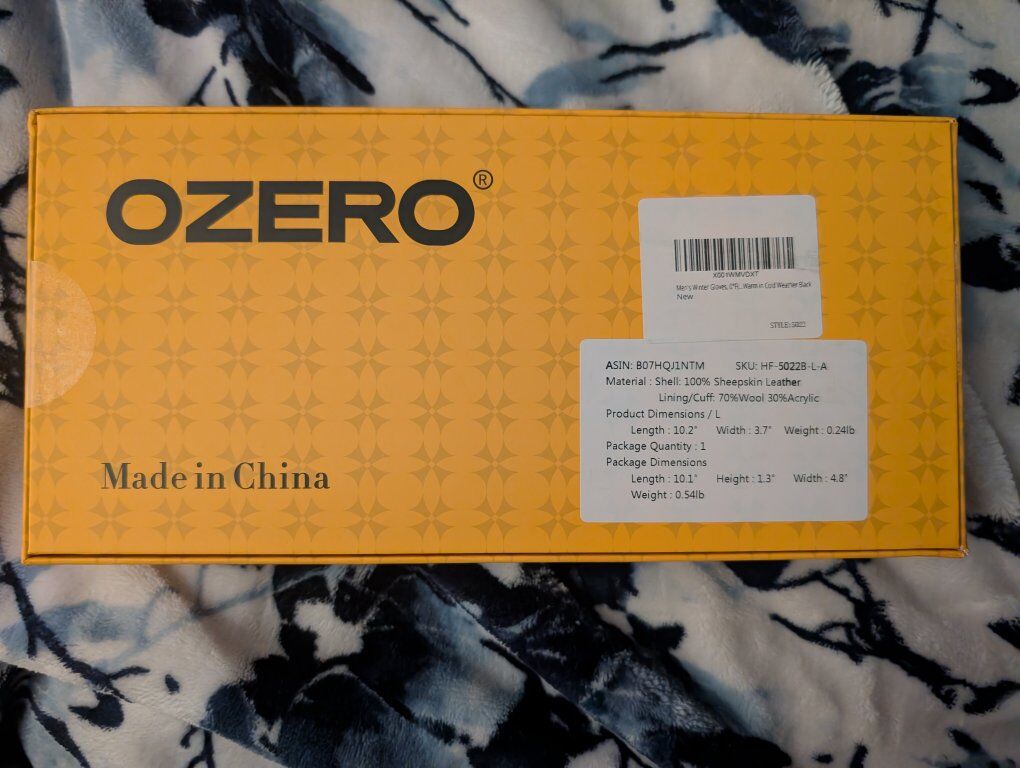 OZERO®
X001WMVDXT
Men's Winter Gloves, 0°F(...Warm in Cold Weather Black
New
STYLE: 5022
ASIN: B07HQJ1NTM SKU: HF-5022B-L-A
Material : Shell: 100% Sheepskin Leather
Lining/Cuff: 70%Wool 30%Acrylic
Product Dimensions / L
Length : 10.2" Width : 3.7" Weight : 0.24lb
Package Quantity : 1
Package Dimensions
Length : 10.1" Height : 1.3" Width : 4.8"
Weight : 0.54lb
Made in China